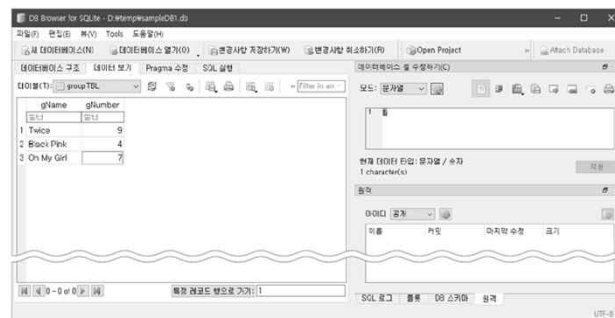 DB Browser for SQLite - D:\temp\sampleDB1.db
파일(F) 편집(E) 뷰(V) Tools 도움말(H)
새 데이터베이스(N) 데이터베이스 열기(O) 변경사항 저장하기(W) 변경사항 취소하기(R) Open Project Attach Database
데이터베이스 구조 데이터 보기 Pragma 수정 SQL 실행
테이블(T): groupTBL Filter in an
gName gNumber
필터 필터
1 Twice 9
2 Black Pink 4
3 Oh My Girl 7
0 - 0 of 0 특정 레코드 행으로 가기: 1
데이터베이스 셀 수정하기(C)
모드: 문자열
1
현재 데이터 타입: 문자열 / 숫자
1 character(s)
적용
원격
아이디 공개
이름 커밋 마지막 수정 크기
SQL 로그 플롯 DB 스키마 원격
UTF-8